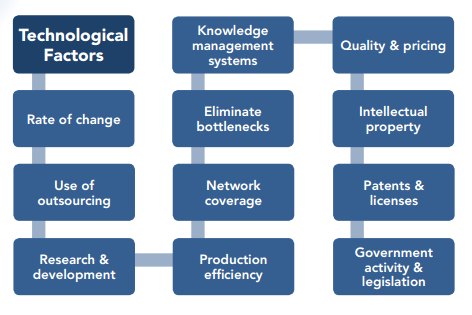 Technological
Factors
Rate of change
Use of
outsourcing
Research &
development
Production
efficiency
Network
coverage
Eliminate
bottlenecks
Knowledge
management
systems
Quality & pricing
Intellectual
property
Patents &
licenses
Government
activity &
legislation